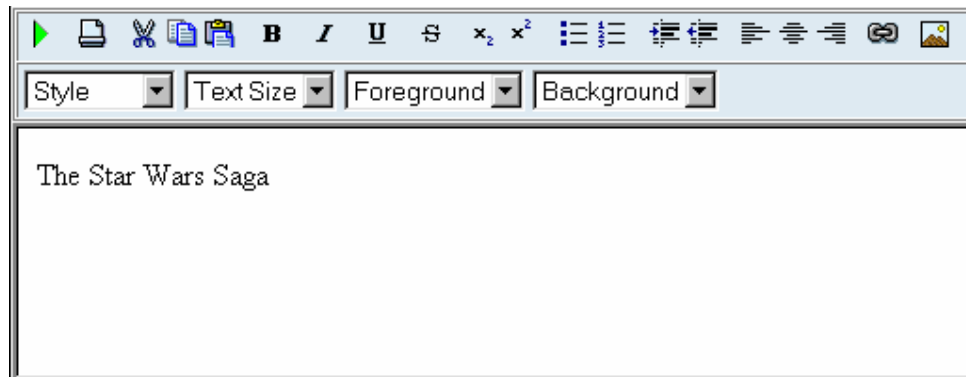 B I U S x₂ x²
Style Text Size Foreground Background
The Star Wars Saga